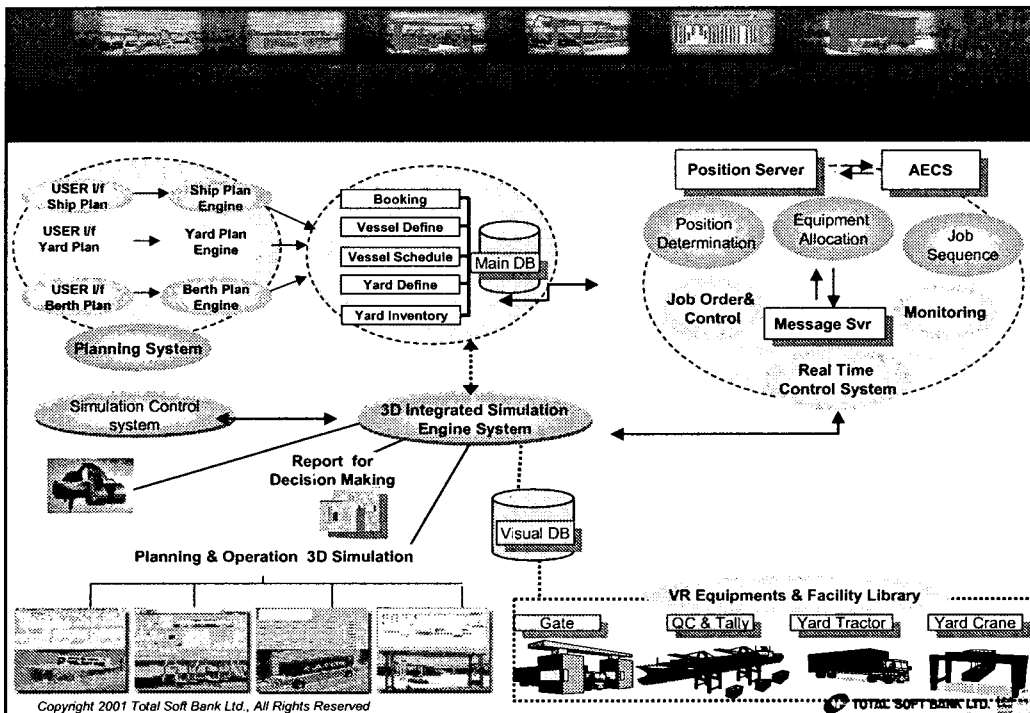 USER I/f
Ship Plan
Ship Plan
Engine
USER I/f
Yard Plan
Yard Plan
Engine
USER I/f
Berth Plan
Berth Plan
Engine
Planning System
Booking
Vessel Define
Vessel Schedule
Yard Define
Yard Inventory
Main DB
Position Server
AECS
Position
Determination
Equipment
Allocation
Job
Sequence
Job Order&
Control
Message Svr
Monitoring
Real Time
Control System
Simulation Control
system
3D Integrated Simulation
Engine System
Report for
Decision Making
Visual DB
Planning & Operation 3D Simulation
VR Equipments & Facility Library
Gate
QC & Tally
Yard Tractor
Yard Crane
Copyright 2001 Total Soft Bank Ltd., All Rights Reserved
TOTAL SOFT BANK LTD.